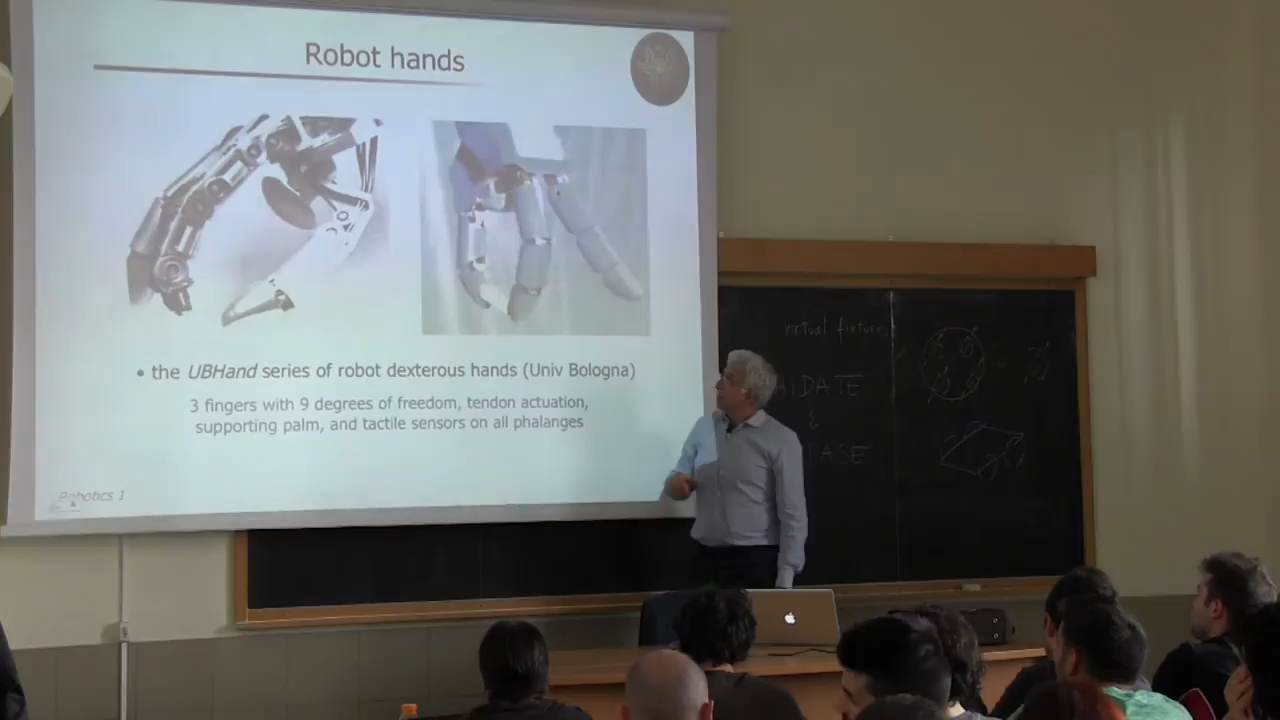 Robot hands
• the UBHand series of robot dexterous hands (Univ Bologna)
3 fingers with 9 degrees of freedom, tendon actuation,
supporting palm, and tactile sensors on all phalanges
Robotics 1
virtual fixtures